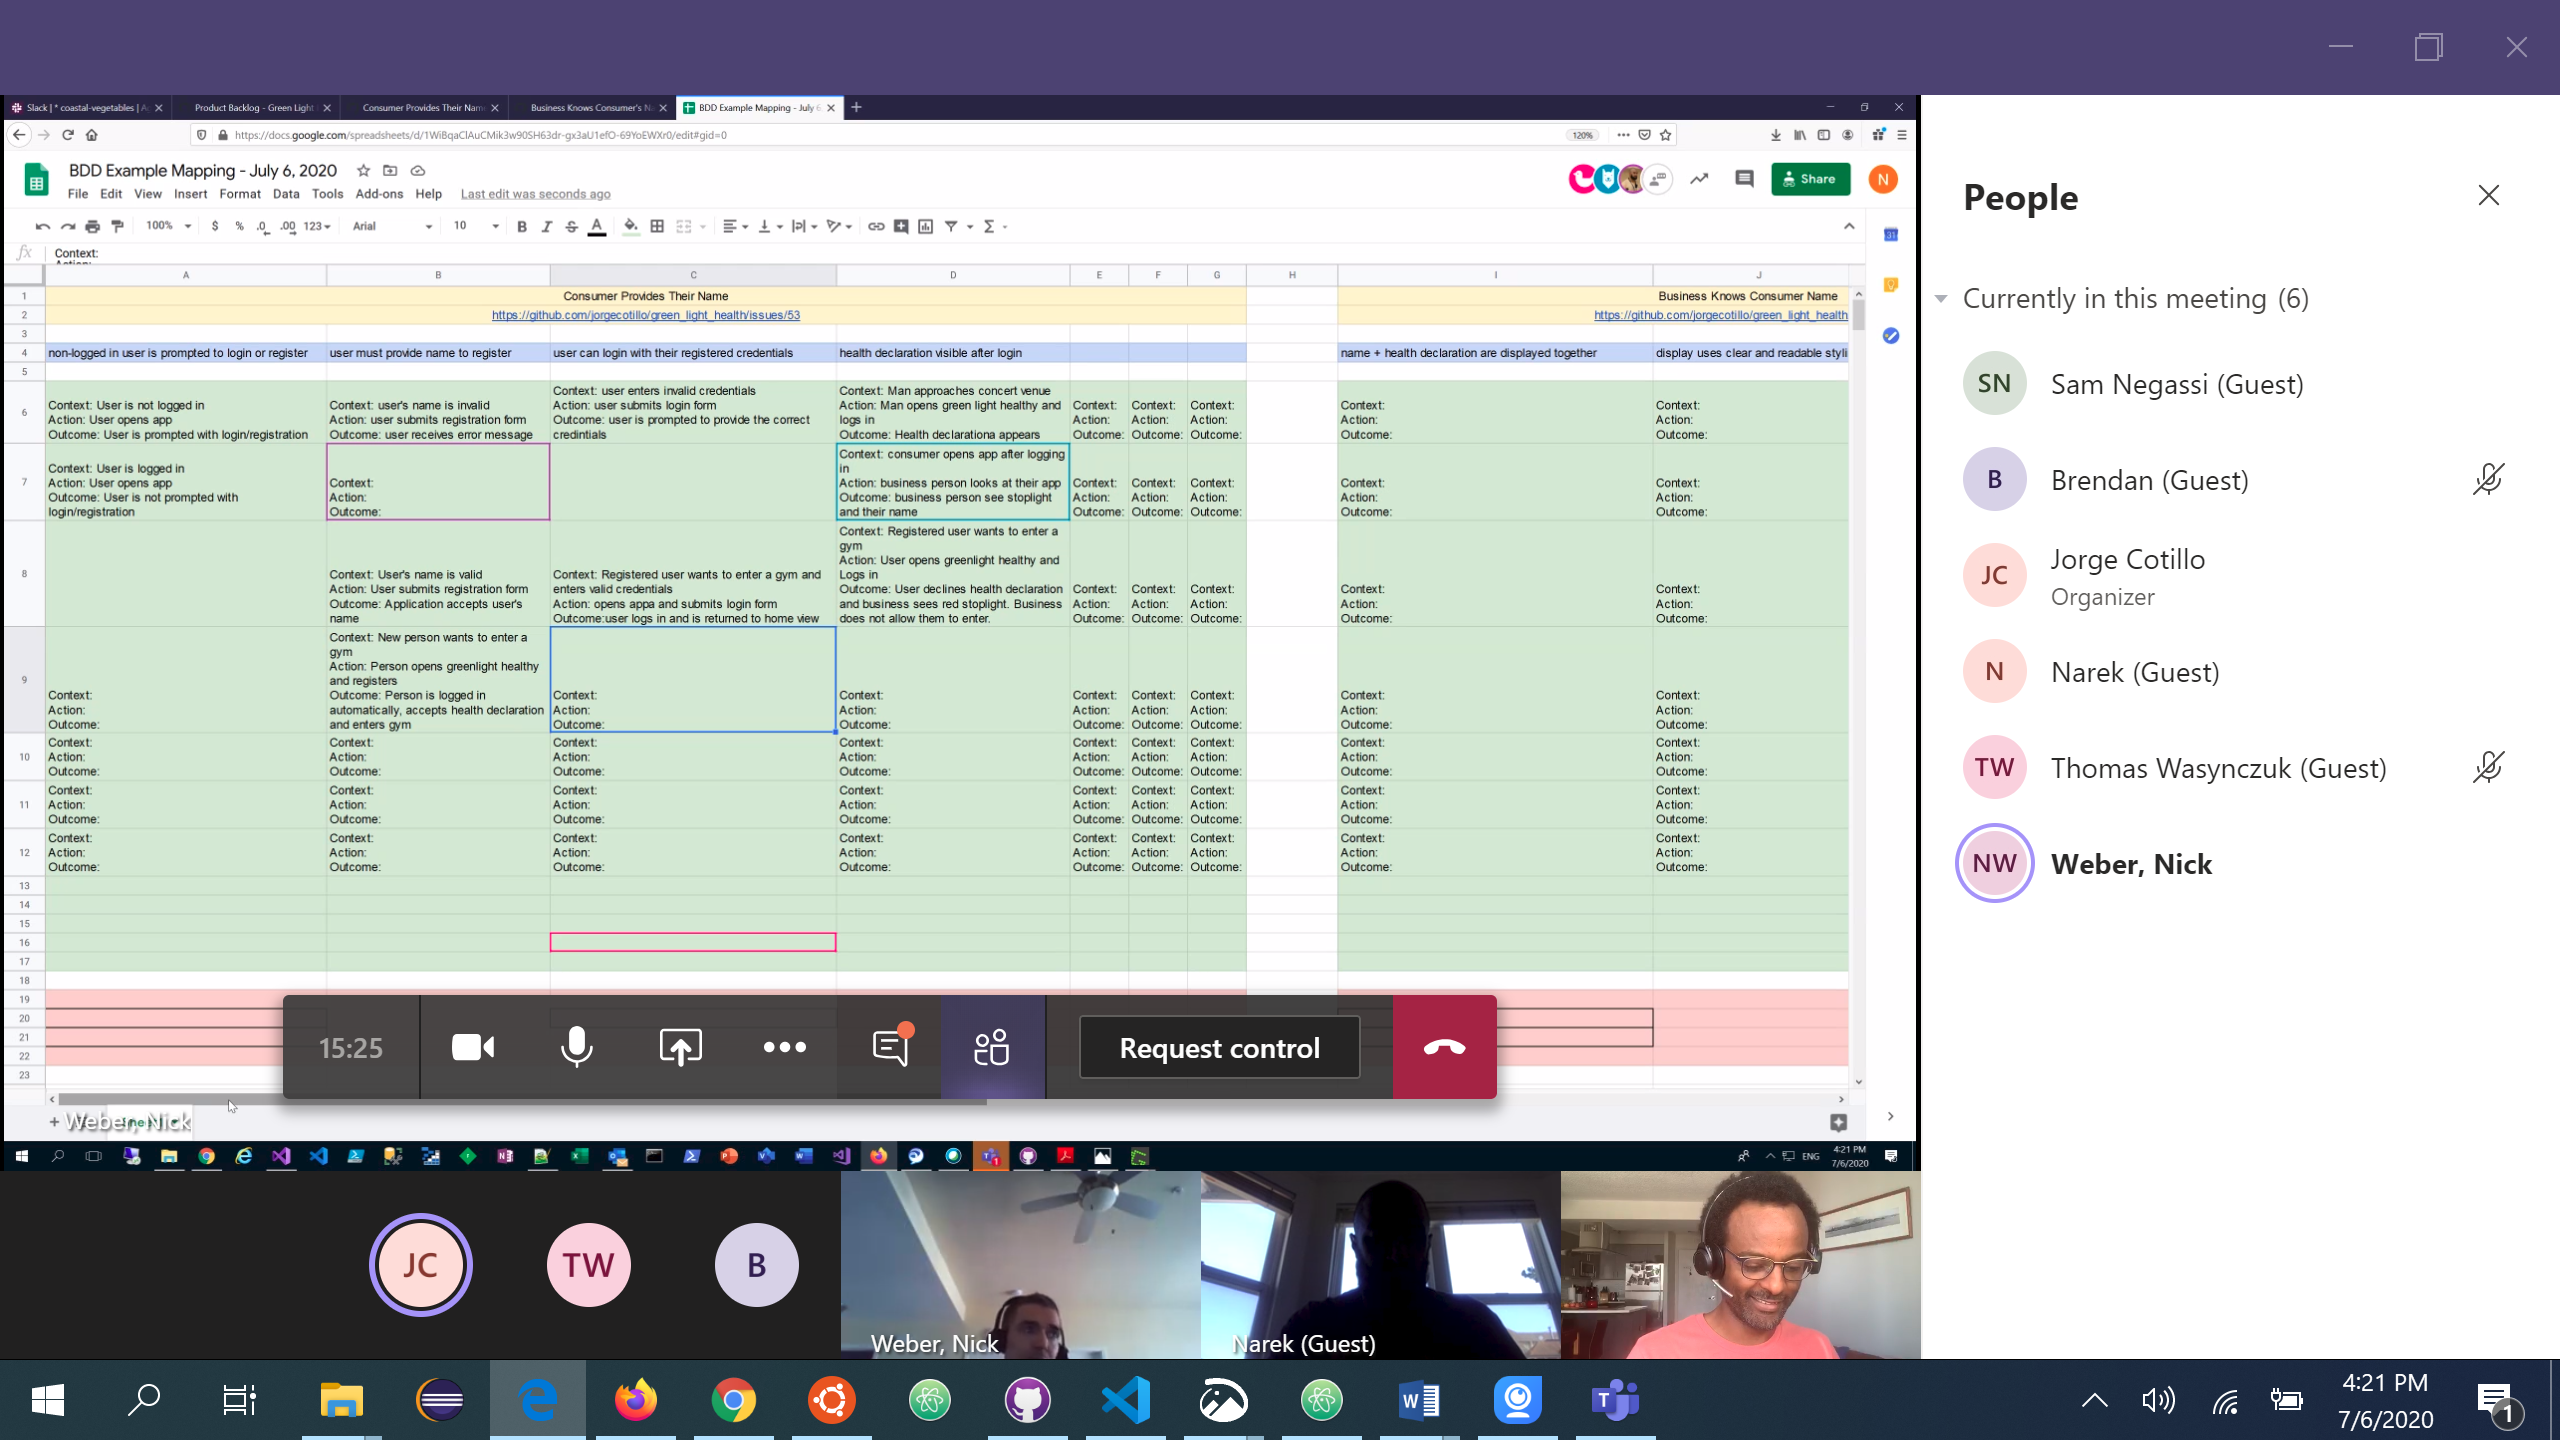 Slack | * coastal-vegetables |
Product Backlog - Green Light
Consumer Provides Their Name
Business Knows Consumer's N
BDD Example Mapping - July 6
https://docs.google.com/spreadsheets/d/1WiBqaClAuCMik3w90SH63dr-gx3aU1efO-69YoEWXr0/edit#gid=0
120%
BDD Example Mapping - July 6, 2020
Share
N
File Edit View Insert Format Data Tools Add-ons Help Last edit was seconds ago
100% $ % .0 .00 123 Arial 10 B I S A
fx Context:
A B C D E F G H I J
1 Consumer Provides Their Name Business Knows Consumer Name
2 https://github.com/jorgecotillo/green_light_health/issues/53 https://github.com/jorgecotillo/green_light_health
3
4 non-logged in user is prompted to login or register user must provide name to register user can login with their registered credentials health declaration visible after login name + health declaration are displayed together display uses clear and readable styli
5
6
Context: User is not logged in
Action: User opens app
Outcome: User is prompted with login/registration
Context: user's name is invalid
Action: user submits registration form
Outcome: user receives error message
Context: user enters invalid credentials
Action: user submits login form
Outcome: user is prompted to provide the correct
credintials
Context: Man approaches concert venue
Action: Man opens green light healthy and
logs in
Outcome: Health declarationa appears
Context: Context: Context: Context: Context:
Action: Action: Action: Action: Action:
Outcome: Outcome: Outcome: Outcome: Outcome:
7
Context: User is logged in
Action: User opens app
Outcome: User is not prompted with
login/registration
Context:
Action:
Outcome:
Context: consumer opens app after logging
in
Action: business person looks at their app
Outcome: business person see stoplight
and their name
Context: Context: Context: Context: Context:
Action: Action: Action: Action: Action:
Outcome: Outcome: Outcome: Outcome: Outcome:
8
Context: User's name is valid
Action: User submits registration form
Outcome: Application accepts user's
name
Context: Registered user wants to enter a gym and
enters valid credentials
Action: opens appa and submits login form
Outcome:user logs in and is returned to home view
Context: Registered user wants to enter a
gym
Action: User opens greenlight healthy and
Logs in
Outcome: User declines health declaration
and business sees red stoplight. Business
does not allow them to enter.
Context: Context: Context: Context: Context:
Action: Action: Action: Action: Action:
Outcome: Outcome: Outcome: Outcome: Outcome:
9
Context:
Action:
Outcome:
Context: New person wants to enter a
gym
Action: Person opens greenlight healthy
and registers
Outcome: Person is logged in
automatically, accepts health declaration
and enters gym
Context: Context: Context: Context: Context: Context: Context:
Action: Action: Action: Action: Action: Action: Action:
Outcome: Outcome: Outcome: Outcome: Outcome: Outcome: Outcome:
10
Context: Context: Context: Context: Context: Context: Context: Context: Context:
Action: Action: Action: Action: Action: Action: Action: Action: Action:
Outcome: Outcome: Outcome: Outcome: Outcome: Outcome: Outcome: Outcome: Outcome:
11
Context: Context: Context: Context: Context: Context: Context: Context: Context:
Action: Action: Action: Action: Action: Action: Action: Action: Action:
Outcome: Outcome: Outcome: Outcome: Outcome: Outcome: Outcome: Outcome: Outcome:
12
Context: Context: Context: Context: Context: Context: Context: Context: Context:
Action: Action: Action: Action: Action: Action: Action: Action: Action:
Outcome: Outcome: Outcome: Outcome: Outcome: Outcome: Outcome: Outcome: Outcome:
13
14
15
16
17
18
19
20
21
22
23
15:25
Request control
Weber, Nick
ENG
4:21 PM
7/6/2020
People
Currently in this meeting (6)
SN Sam Negassi (Guest)
B Brendan (Guest)
JC Jorge Cotillo
Organizer
N Narek (Guest)
TW Thomas Wasynczuk (Guest)
NW Weber, Nick
JC
TW
B
Weber, Nick
Narek (Guest)
4:21 PM
7/6/2020
1